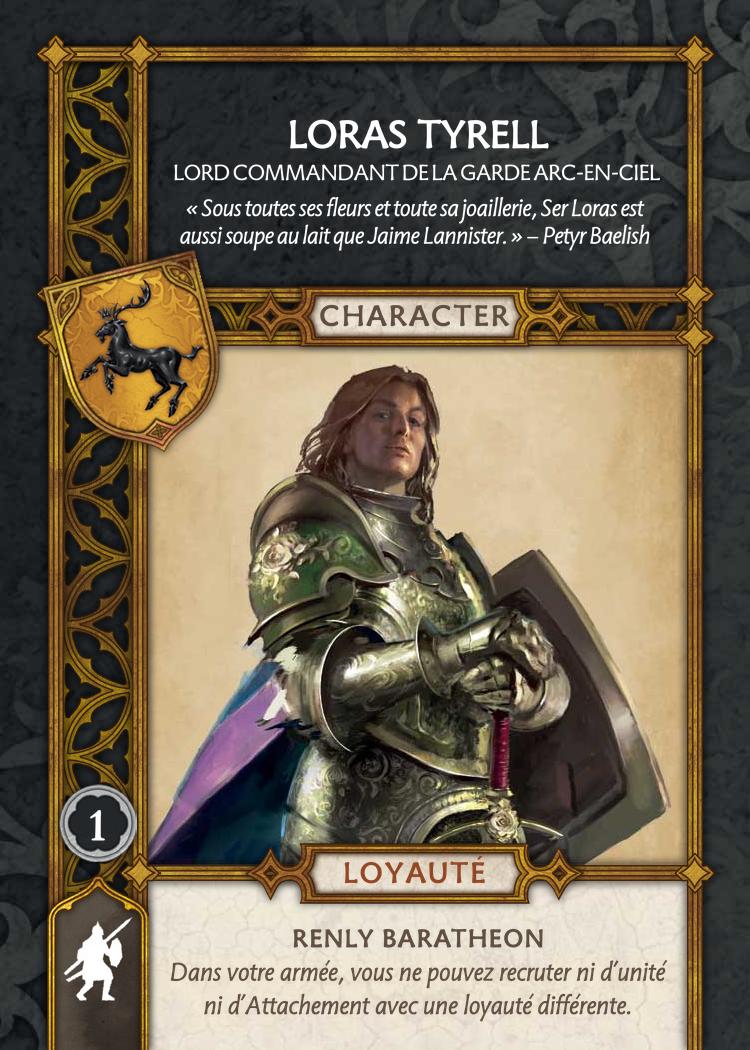 LORAS TYRELL
LORD COMMANDANT DE LA GARDE ARC-EN-CIEL
« Sous toutes ses fleurs et toute sa joaillerie, Ser Loras est
aussi soupe au lait que Jaime Lannister. » – Petyr Baelish
CHARACTER
1
LOYAUTÉ
RENLY BARATHEON
Dans votre armée, vous ne pouvez recruter ni d'unité
ni d'Attachement avec une loyauté différente.